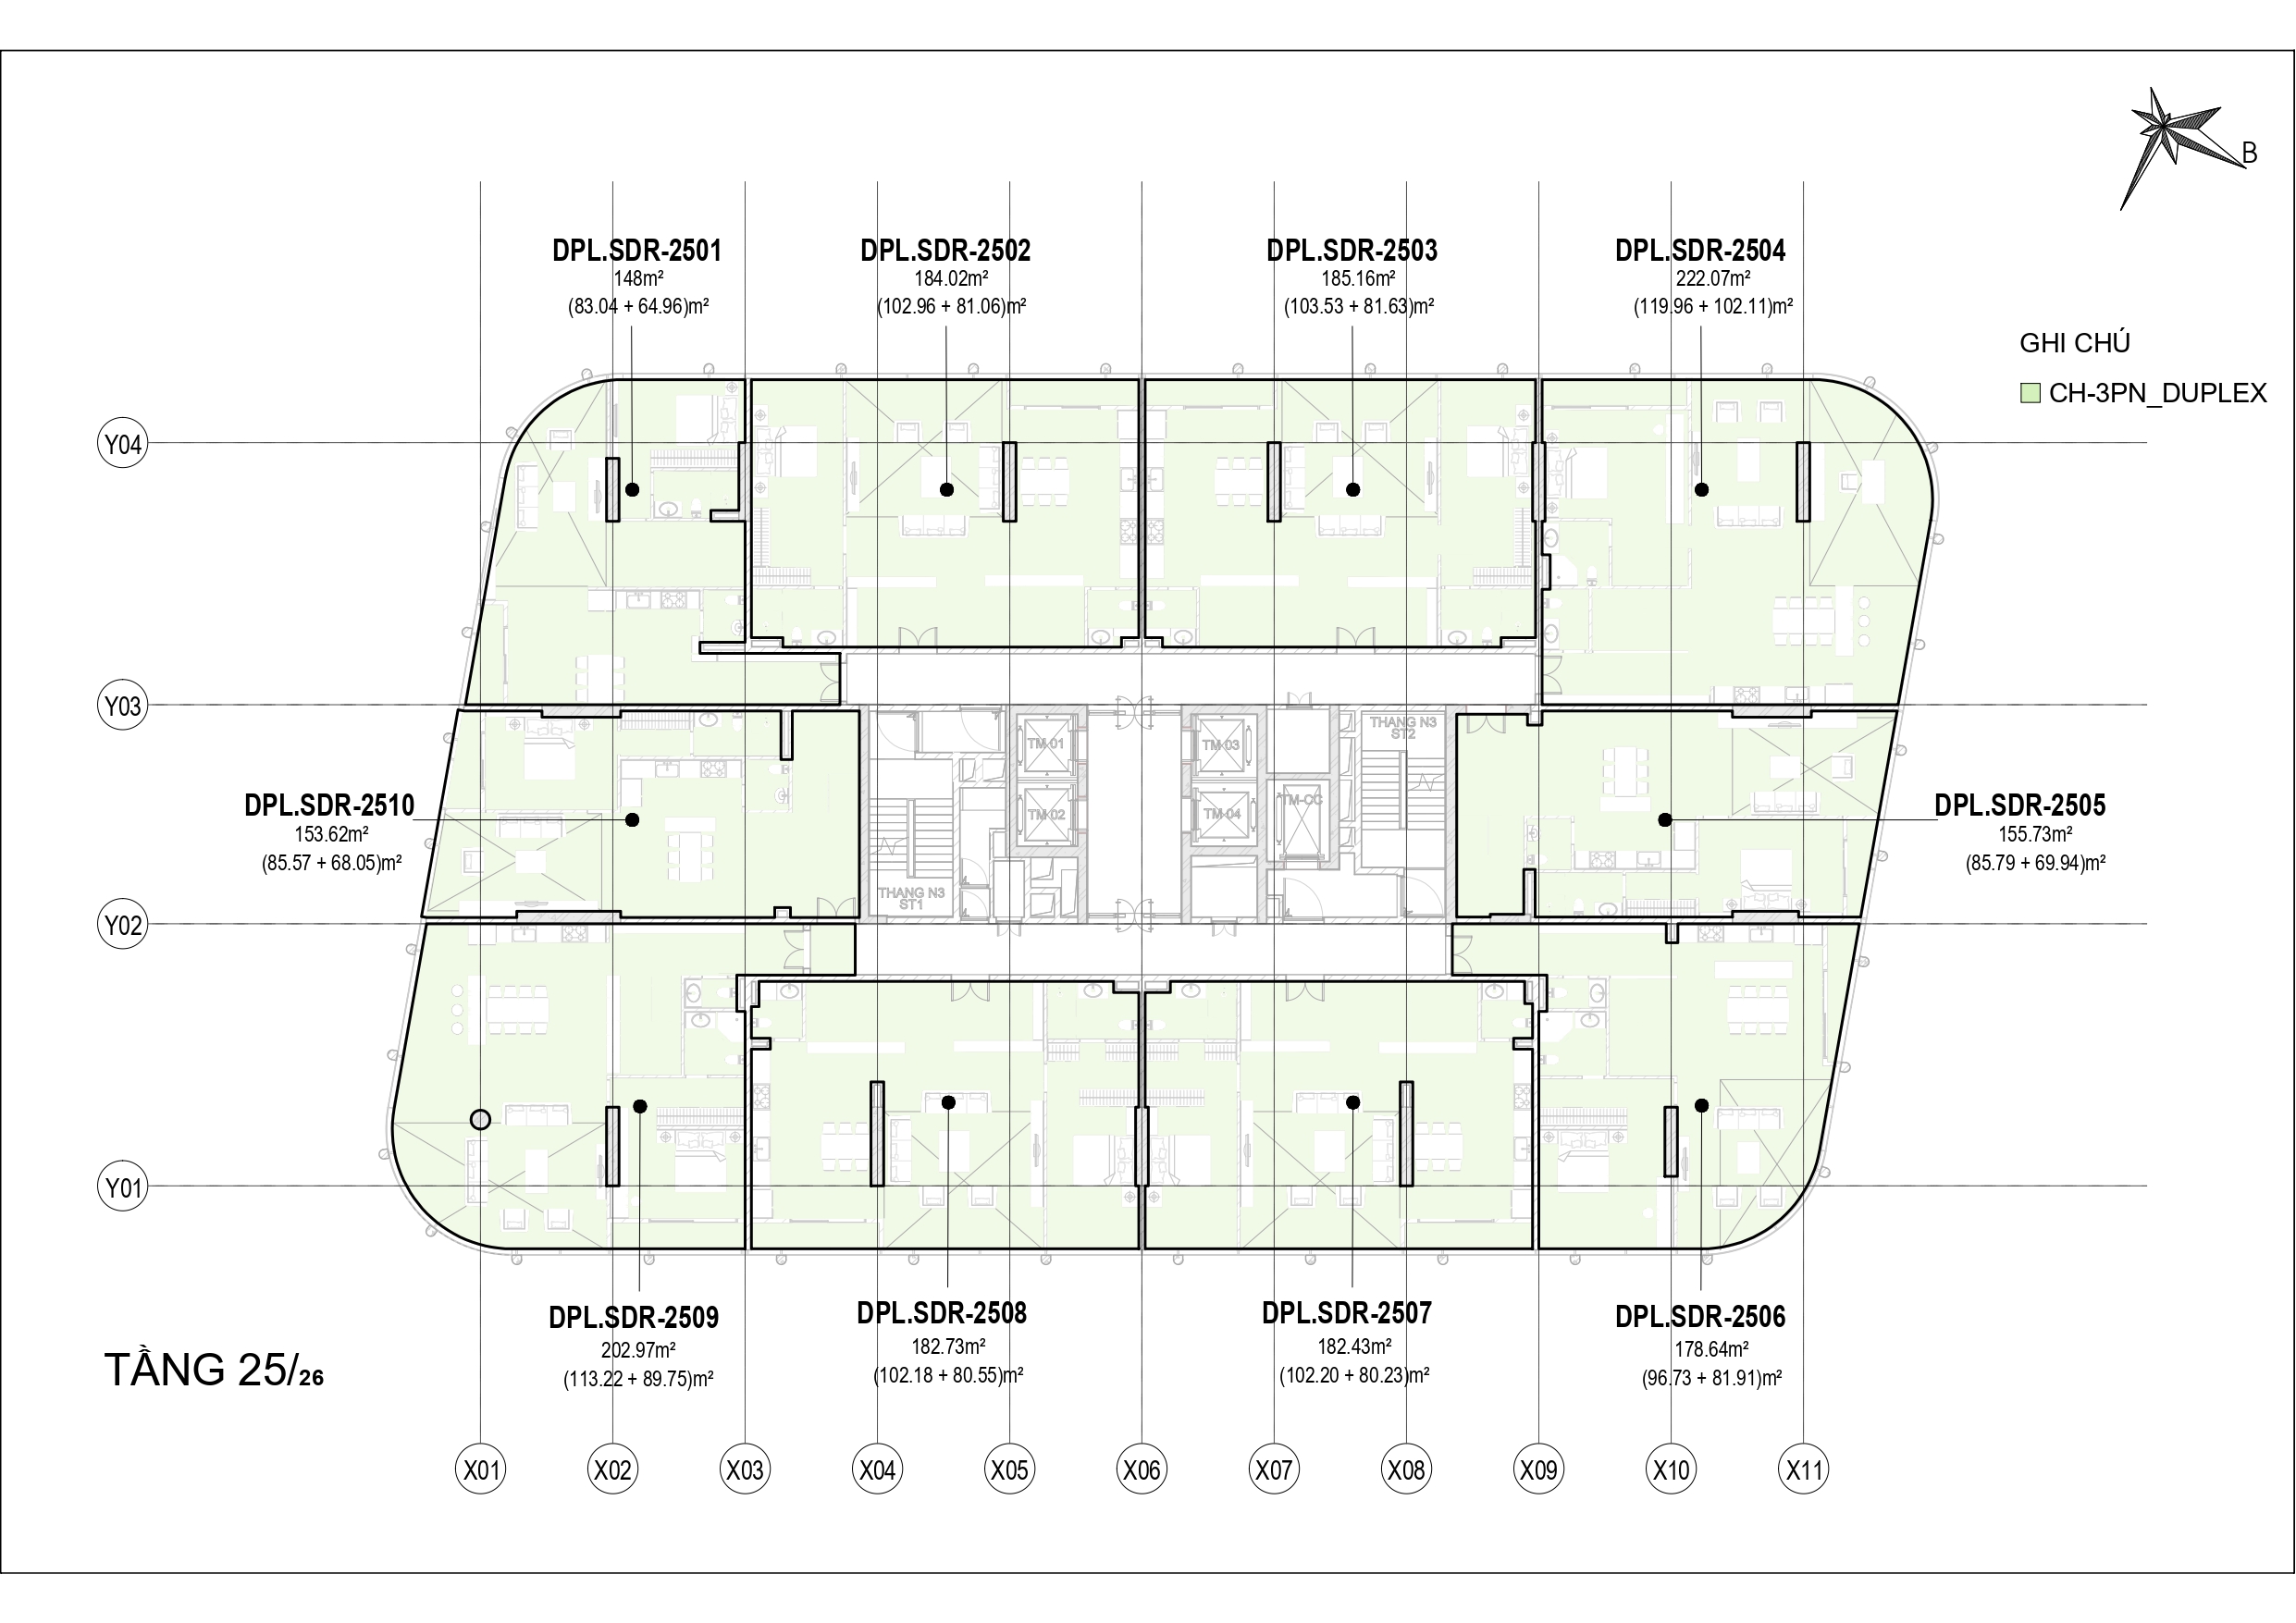 B
DPL.SDR-2501
148m²
(83.04 + 64.96)m²
DPL.SDR-2502
184.02m²
(102.96 + 81.06)m²
DPL.SDR-2503
185.16m²
(103.53 + 81.63)m²
DPL.SDR-2504
222.07m²
(119.96 + 102.11)m²
GHI CHÚ
CH-3PN_DUPLEX
Y04
Y03
THANG N3
ST2
TM-01
TM-03
DPL.SDR-2510
153.62m²
(85.57 + 68.05)m²
TM-02
TM-04
TM-CC
DPL.SDR-2505
155.73m²
(85.79 + 69.94)m²
THANG N3
ST1
Y02
Y01
DPL.SDR-2509
202.97m²
(113.22 + 89.75)m²
DPL.SDR-2508
182.73m²
(102.18 + 80.55)m²
DPL.SDR-2507
182.43m²
(102.20 + 80.23)m²
DPL.SDR-2506
178.64m²
(96.73 + 81.91)m²
TẦNG 25/26
X01
X02
X03
X04
X05
X06
X07
X08
X09
X10
X11